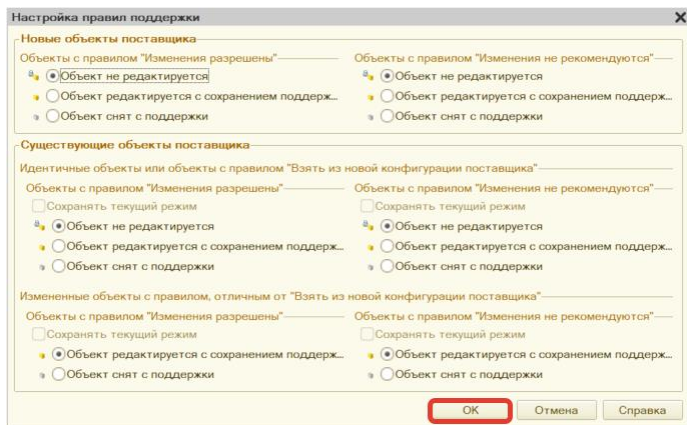 Настройка правил поддержки
Новые объекты поставщика
Объекты с правилом "Изменения разрешены"
Объект не редактируется
Объект редактируется с сохранением поддерж...
Объект снят с поддержки
Объекты с правилом "Изменения не рекомендуются"
Объект не редактируется
Объект редактируется с сохранением поддерж...
Объект снят с поддержки
Существующие объекты поставщика
Идентичные объекты или объекты с правилом "Взять из новой конфигурации поставщика"
Объекты с правилом "Изменения разрешены"
Сохранять текущий режим
Объект не редактируется
Объект редактируется с сохранением поддерж...
Объект снят с поддержки
Объекты с правилом "Изменения не рекомендуются"
Сохранять текущий режим
Объект не редактируется
Объект редактируется с сохранением поддерж...
Объект снят с поддержки
Измененные объекты с правилом, отличным от "Взять из новой конфигурации поставщика"
Объекты с правилом "Изменения разрешены"
Сохранять текущий режим
Объект редактируется с сохранением поддерж...
Объект снят с поддержки
Объекты с правилом "Изменения не рекомендуются"
Сохранять текущий режим
Объект редактируется с сохранением поддерж...
Объект снят с поддержки
ОК
Отмена
Справка